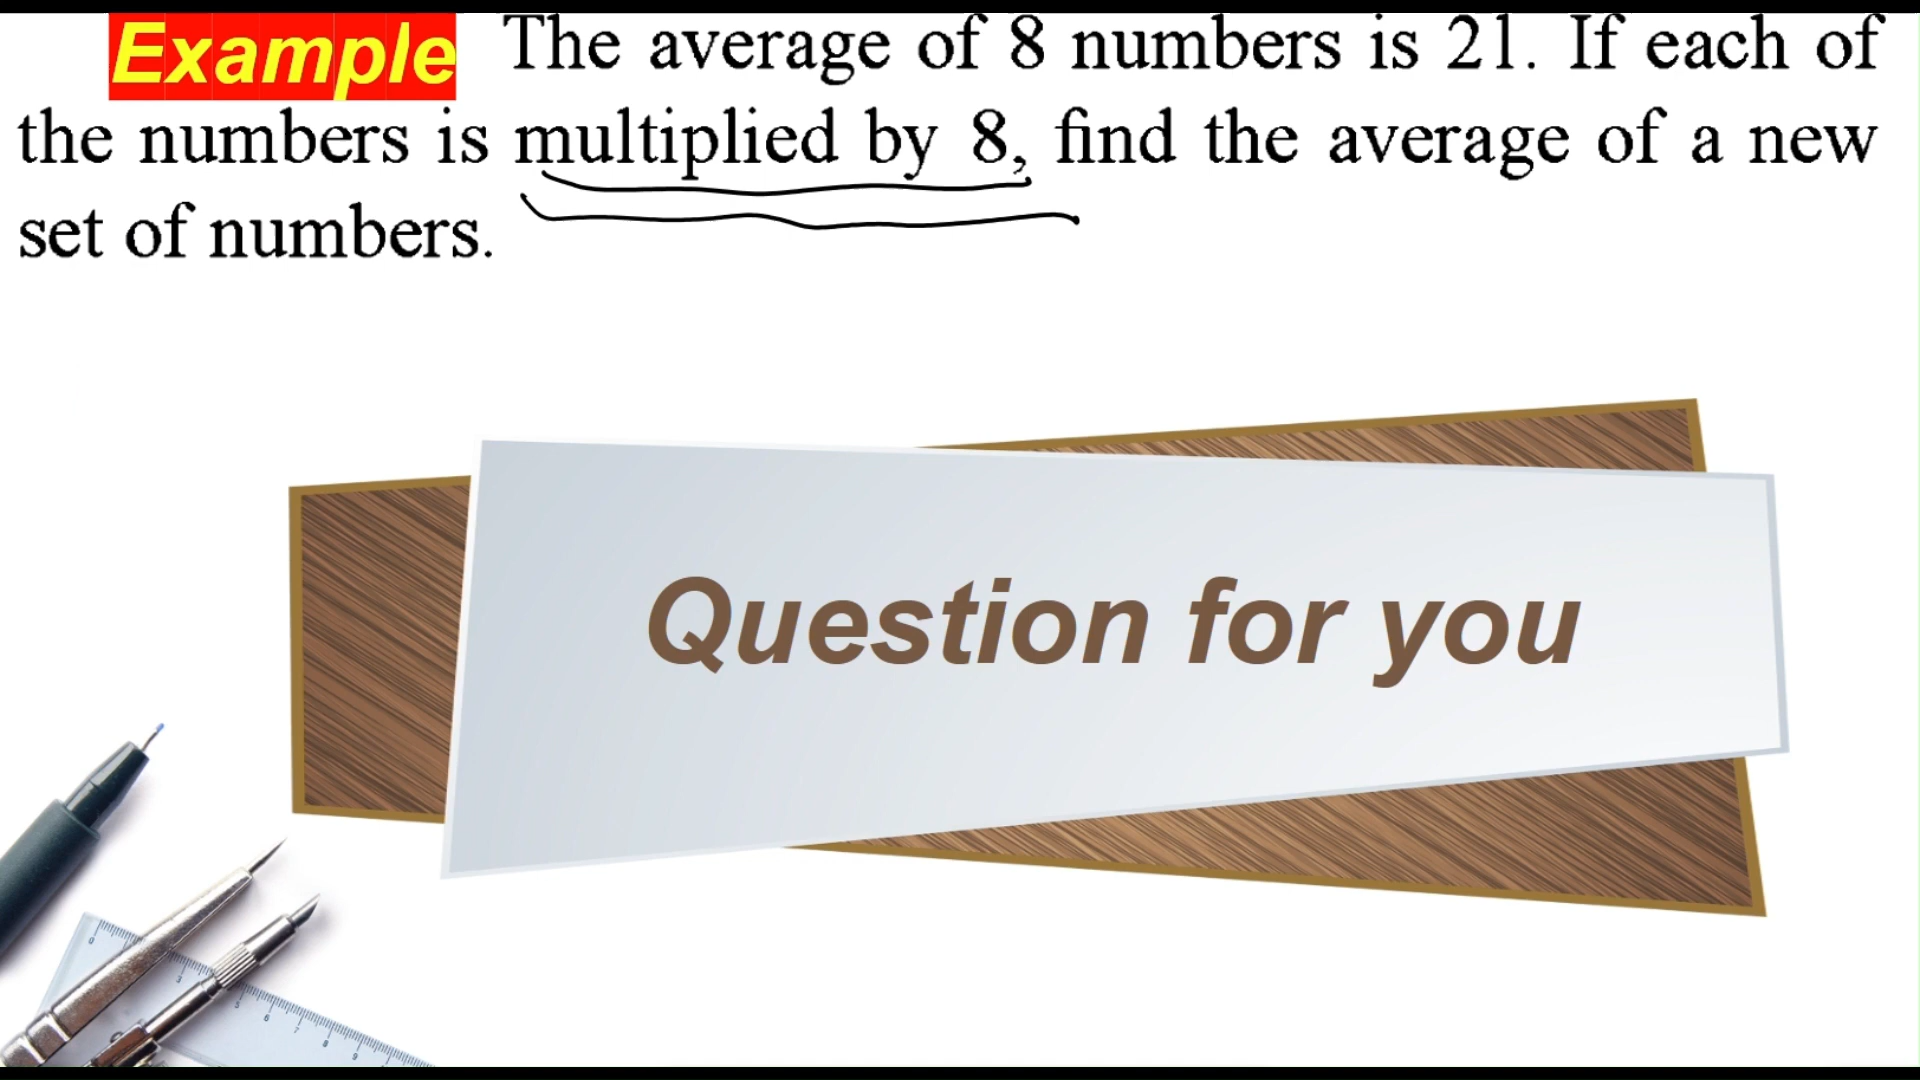 Example The average of 8 numbers is 21. If each of
the numbers is multiplied by 8, find the average of a new
set of numbers.
Question for you